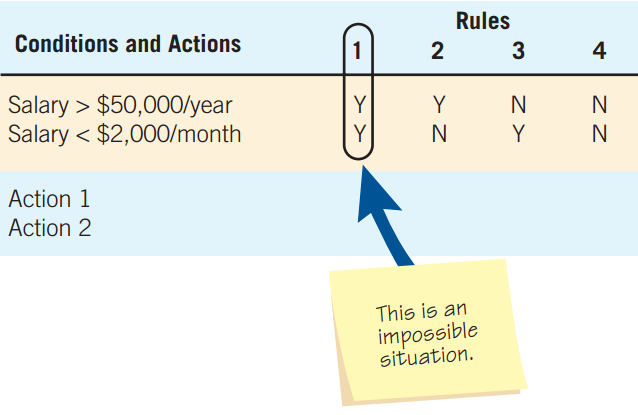 Rules
Conditions and Actions 1 2 3 4
Salary > $50,000/year Y Y N N
Salary < $2,000/month Y N Y N
Action 1
Action 2
This is an
impossible
situation.